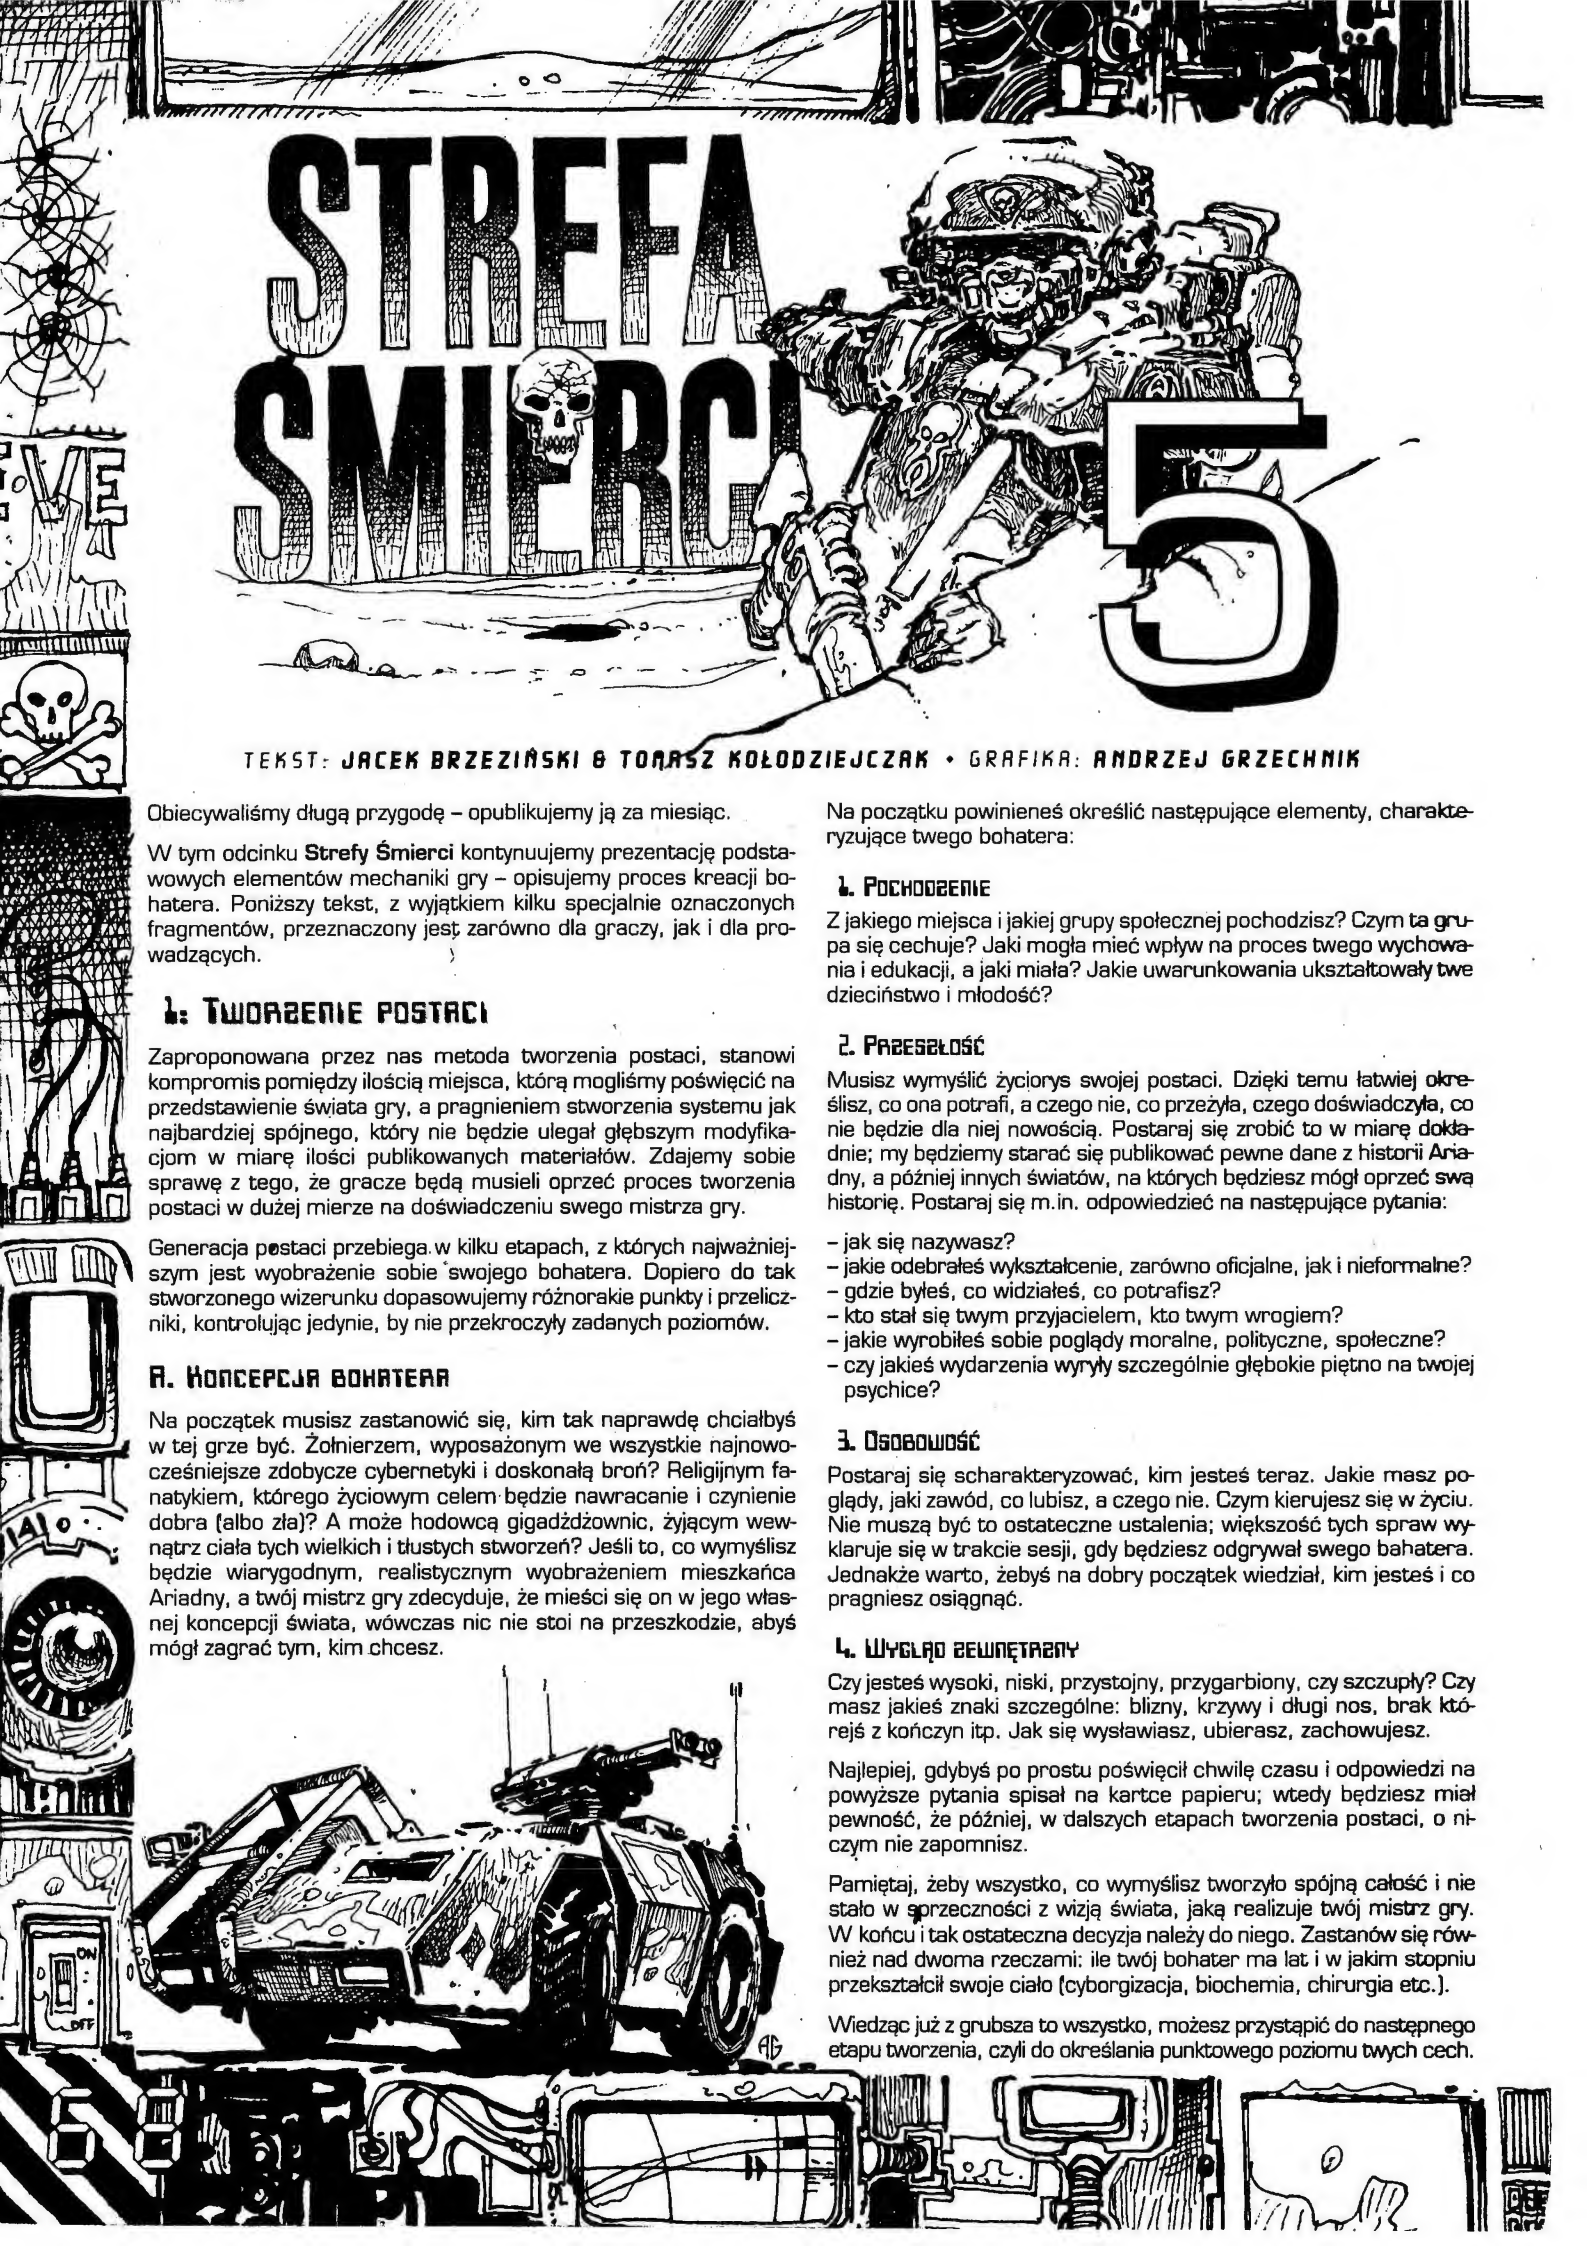 STREFA
ŚMIERCI
5
TEKST: JACEK BRZEZIŃSKI & TOMASZ KOŁODZIEJCZAK • GRAFIKA: ANDRZEJ GRZECHNIK
Obiecywaliśmy długą przygodę – opublikujemy ją za miesiąc.
W tym odcinku Strefy Śmierci kontynuujemy prezentację podsta-
wowych elementów mechaniki gry – opisujemy proces kreacji bo-
hatera. Poniższy tekst, z wyjątkiem kilku specjalnie oznaczonych
fragmentów, przeznaczony jest zarówno dla graczy, jak i dla pro-
wadzących.
1: TWORZENIE POSTACI
Zaproponowana przez nas metoda tworzenia postaci, stanowi
kompromis pomiędzy ilością miejsca, którą mogliśmy poświęcić na
przedstawienie świata gry, a pragnieniem stworzenia systemu jak
najbardziej spójnego, który nie będzie ulegał głębszym modyfika-
cjom w miarę ilości publikowanych materiałów. Zdajemy sobie
sprawę z tego, że gracze będą musieli oprzeć proces tworzenia
postaci w dużej mierze na doświadczeniu swego mistrza gry.
Generacja postaci przebiega w kilku etapach, z których najważniej-
szym jest wyobrażenie sobie swojego bohatera. Dopiero do tak
stworzonego wizerunku dopasowujemy różnorakie punkty i przelicz-
niki, kontrolując jedynie, by nie przekroczyły zadanych poziomów.
A. KONCEPCJA BOHATERA
Na początek musisz zastanowić się, kim tak naprawdę chciałbyś
w tej grze być. Żołnierzem, wyposażonym we wszystkie najnowo-
cześniejsze zdobycze cybernetyki i doskonałą broń? Religijnym fa-
natykiem, którego życiowym celem będzie nawracanie i czynienie
dobra (albo zła)? A może hodowcą gigadżdżownic, żyjącym wew-
nątrz ciała tych wielkich i tłustych stworzeń? Jeśli to, co wymyślisz
będzie wiarygodnym, realistycznym wyobrażeniem mieszkańca
Ariadny, a twój mistrz gry zdecyduje, że mieści się on w jego włas-
nej koncepcji świata, wówczas nic nie stoi na przeszkodzie, abyś
mógł zagrać tym, kim chcesz.
Na początku powinieneś określić następujące elementy, charakte-
ryzujące twego bohatera:
1. POCHODZENIE
Z jakiego miejsca i jakiej grupy społecznej pochodzisz? Czym ta gru-
pa się cechuje? Jaki mogła mieć wpływ na proces twego wychowa-
nia i edukacji, a jaki miała? Jakie uwarunkowania ukształtowały twe
dzieciństwo i młodość?
2. PRZESZŁOŚĆ
Musisz wymyślić życiorys swojej postaci. Dzięki temu łatwiej okre-
ślisz, co ona potrafi, a czego nie, co przeżyła, czego doświadczyła, co
nie będzie dla niej nowością. Postaraj się zrobić to w miarę dokła-
dnie; my będziemy starać się publikować pewne dane z historii Aria-
dny, a później innych światów, na których będziesz mógł oprzeć swą
historię. Postaraj się m.in. odpowiedzieć na następujące pytania:
– jak się nazywasz?
– jakie odebrałeś wykształcenie, zarówno oficjalne, jak i nieformalne?
– gdzie byłeś, co widziałeś, co potrafisz?
– kto stał się twym przyjacielem, kto twym wrogiem?
– jakie wyrobiłeś sobie poglądy moralne, polityczne, społeczne?
– czy jakieś wydarzenia wyryły szczególnie głębokie piętno na twojej
psychice?
3. OSOBOWOŚĆ
Postaraj się scharakteryzować, kim jesteś teraz. Jakie masz po-
glądy, jaki zawód, co lubisz, a czego nie. Czym kierujesz się w życiu.
Nie muszą być to ostateczne ustalenia; większość tych spraw wy-
klaruje się w trakcie sesji, gdy będziesz odgrywał swego bahatera.
Jednakże warto, żebyś na dobry początek wiedział, kim jesteś i co
pragniesz osiągnąć.
4. WYGLĄD ZEWNĘTRZNY
Czy jesteś wysoki, niski, przystojny, przygarbiony, czy szczupły? Czy
masz jakieś znaki szczególne: blizny, krzywy i długi nos, brak któ-
rejś z kończyn itp. Jak się wysławiasz, ubierasz, zachowujesz.
Najlepiej, gdybyś po prostu poświęcił chwilę czasu i odpowiedzi na
powyższe pytania spisał na kartce papieru; wtedy będziesz miał
pewność, że później, w dalszych etapach tworzenia postaci, o ni-
czym nie zapomnisz.
Pamiętaj, żeby wszystko, co wymyślisz tworzyło spójną całość i nie
stało w sprzeczności z wizją świata, jaką realizuje twój mistrz gry.
W końcu i tak ostateczna decyzja należy do niego. Zastanów się rów-
nież nad dwoma rzeczami: ile twój bohater ma lat i w jakim stopniu
przekształcił swoje ciało (cyborgizacja, biochemia, chirurgia etc.).
Wiedząc już z grubsza to wszystko, możesz przystąpić do następnego
etapu tworzenia, czyli do określania punktowego poziomu twych cech.
ON
OFF
AG
68